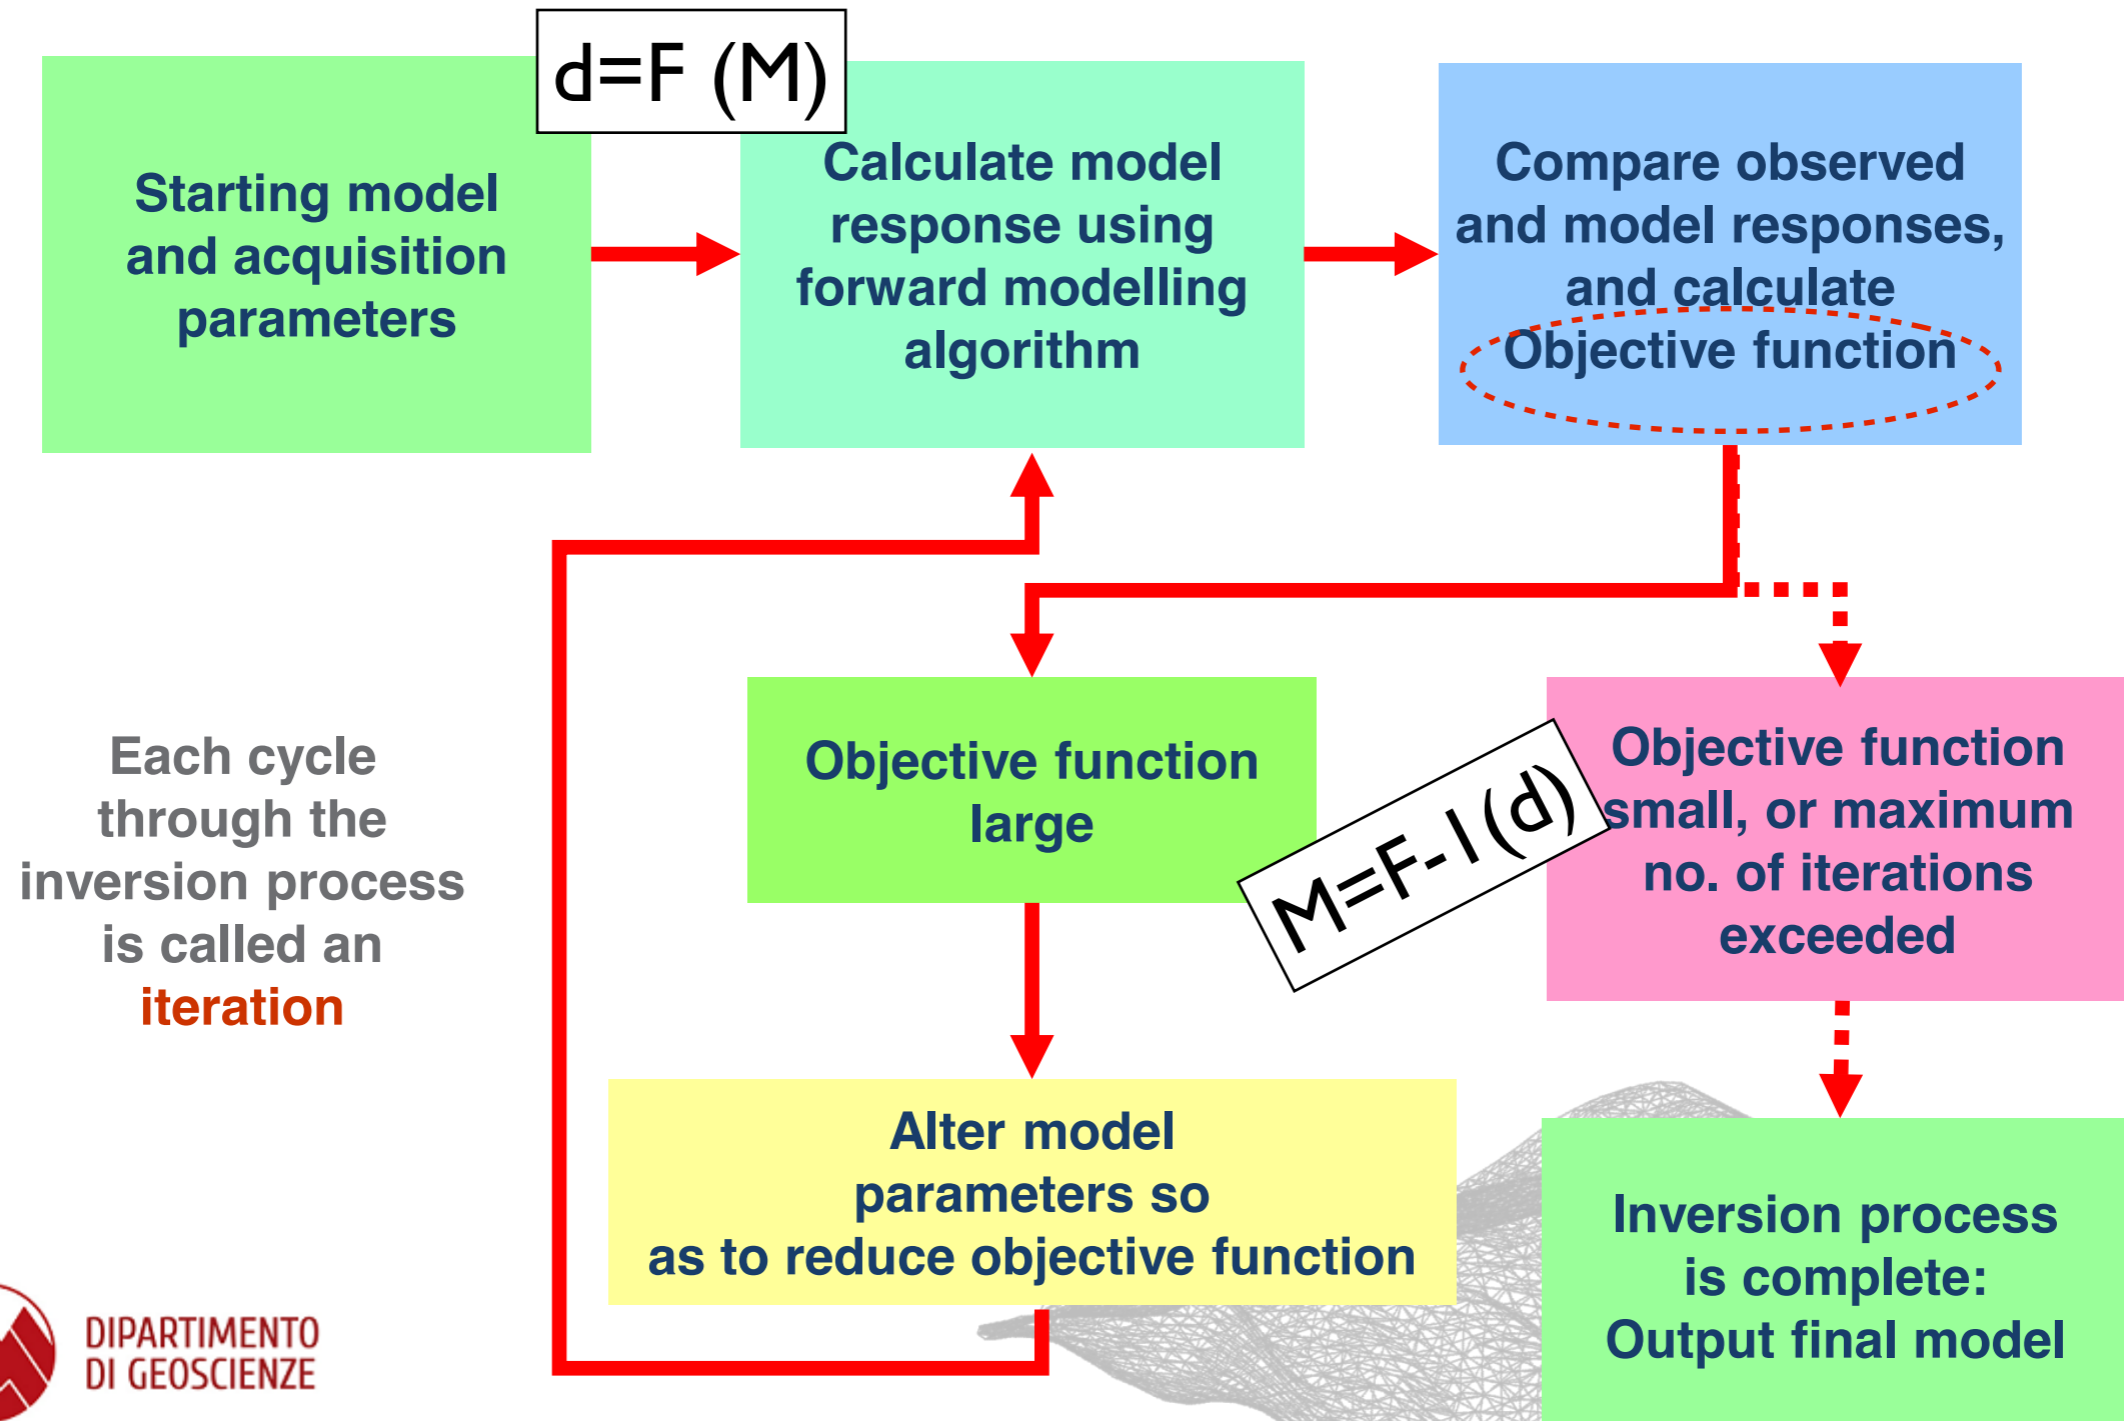 d=F (M)
Starting model
and acquisition
parameters
Calculate model
response using
forward modelling
algorithm
Compare observed
and model responses,
and calculate
Objective function
Each cycle
through the
inversion process
is called an
iteration
Objective function
large
M=F-1(d)
Objective function
small, or maximum
no. of iterations
exceeded
Alter model
parameters so
as to reduce objective function
Inversion process
is complete:
Output final model
DIPARTIMENTO
DI GEOSCIENZE